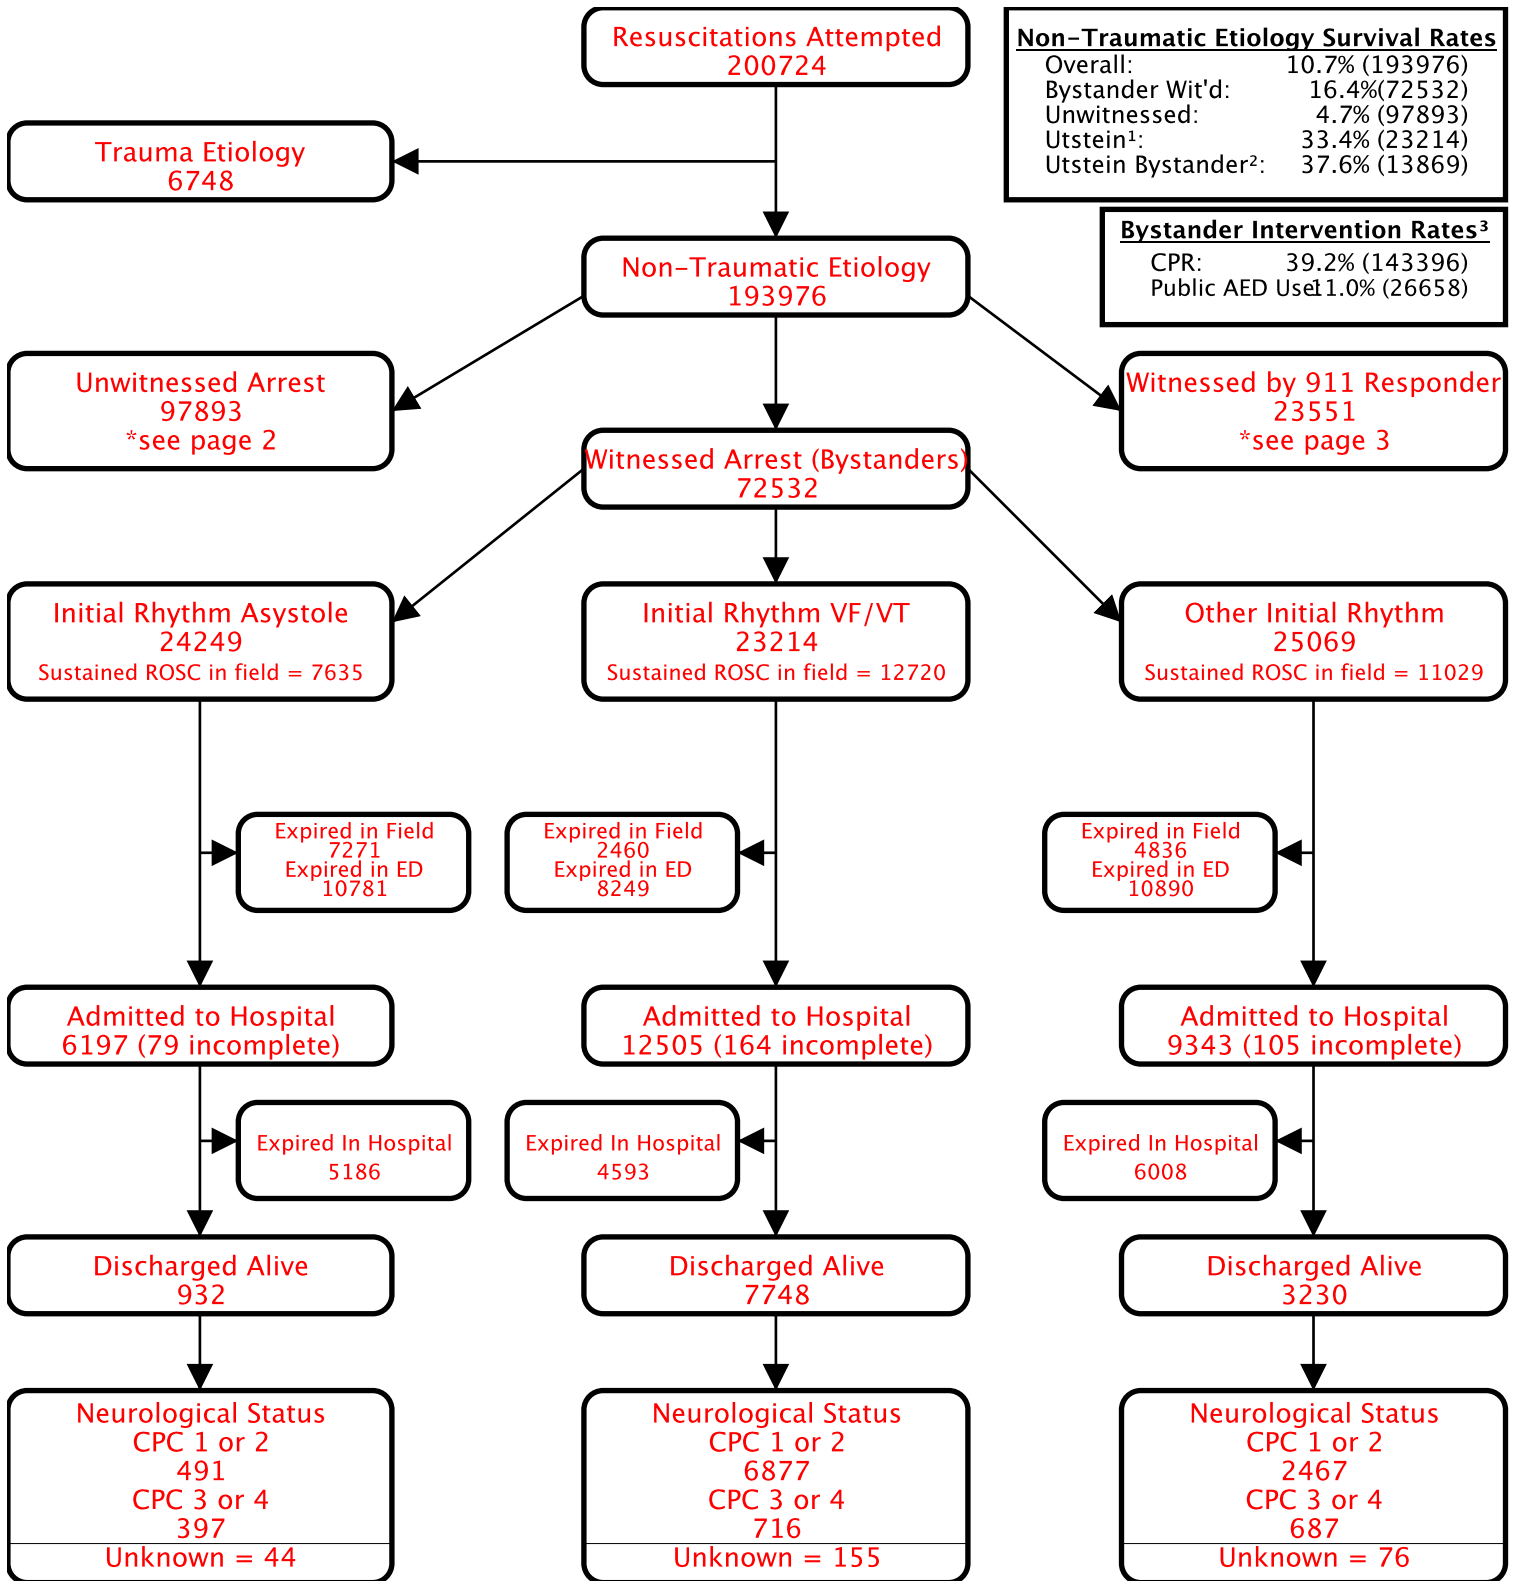 Resuscitations Attempted
200724
Non-Traumatic Etiology Survival Rates
Overall: 10.7% (193976)
Bystander Wit'd: 16.4%(72532)
Unwitnessed: 4.7% (97893)
Utstein¹: 33.4% (23214)
Utstein Bystander²: 37.6% (13869)
Trauma Etiology
6748
Bystander Intervention Rates³
CPR: 39.2% (143396)
Public AED Use: 11.0% (26658)
Non-Traumatic Etiology
193976
Unwitnessed Arrest
97893
*see page 2
Witnessed Arrest (Bystanders)
72532
Witnessed by 911 Responder
23551
*see page 3
Initial Rhythm Asystole
24249
Sustained ROSC in field = 7635
Initial Rhythm VF/VT
23214
Sustained ROSC in field = 12720
Other Initial Rhythm
25069
Sustained ROSC in field = 11029
Expired in Field
7271
Expired in ED
10781
Expired in Field
2460
Expired in ED
8249
Expired in Field
4836
Expired in ED
10890
Admitted to Hospital
6197 (79 incomplete)
Admitted to Hospital
12505 (164 incomplete)
Admitted to Hospital
9343 (105 incomplete)
Expired In Hospital
5186
Expired In Hospital
4593
Expired In Hospital
6008
Discharged Alive
932
Discharged Alive
7748
Discharged Alive
3230
Neurological Status
CPC 1 or 2
491
CPC 3 or 4
397
Unknown = 44
Neurological Status
CPC 1 or 2
6877
CPC 3 or 4
716
Unknown = 155
Neurological Status
CPC 1 or 2
2467
CPC 3 or 4
687
Unknown = 76